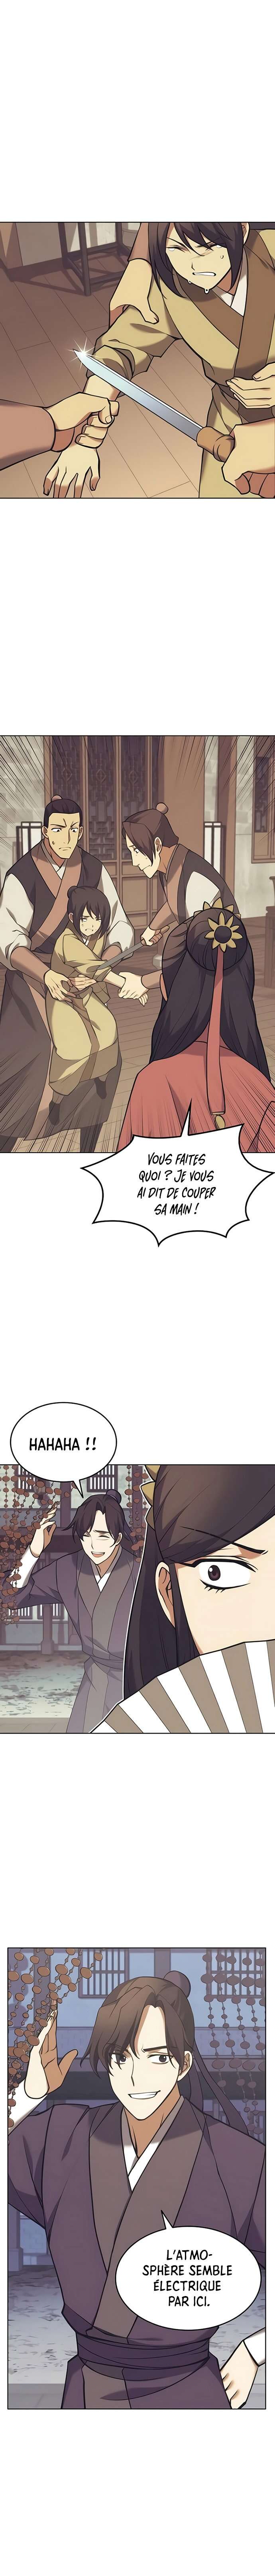 VOUS FAITES
QUOI ? JE VOUS
AI DIT DE COUPER
SA MAIN !
HAHAHA !!
L'ATMO-
SPHÈRE SEMBLE
ÉLECTRIQUE
PAR ICI.